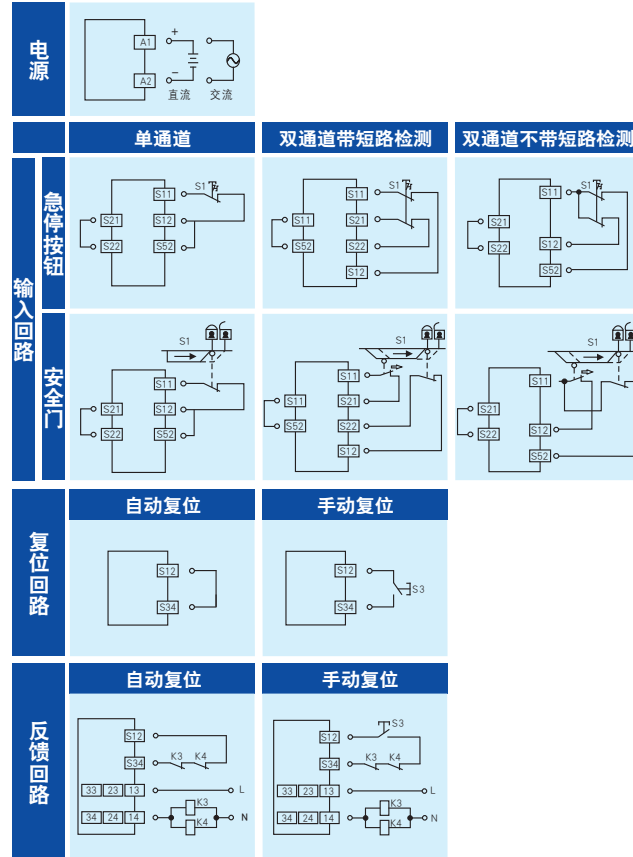 电源
A1
+
A2
−
直流 交流
单通道 双通道带短路检测 双通道不带短路检测
输入回路
急停按钮
S11 S1
S21 S12
S22 S52
S11 S1
S11 S21
S52 S22
S12
S11 S1
S21
S22 S12
S52
安全门
S1
S11
S21 S12
S22 S52
S1
S11
S11 S21
S52 S22
S12
S1
S11
S21
S22 S12
S52
复位回路
自动复位 手动复位
S12
S34
S12
S34 S3
反馈回路
自动复位 手动复位
S12
S34 K3 K4
33 23 13 L
K3
34 24 14 N
K4
S3
S12
S34 K3 K4
33 23 13 L
K3
34 24 14 N
K4